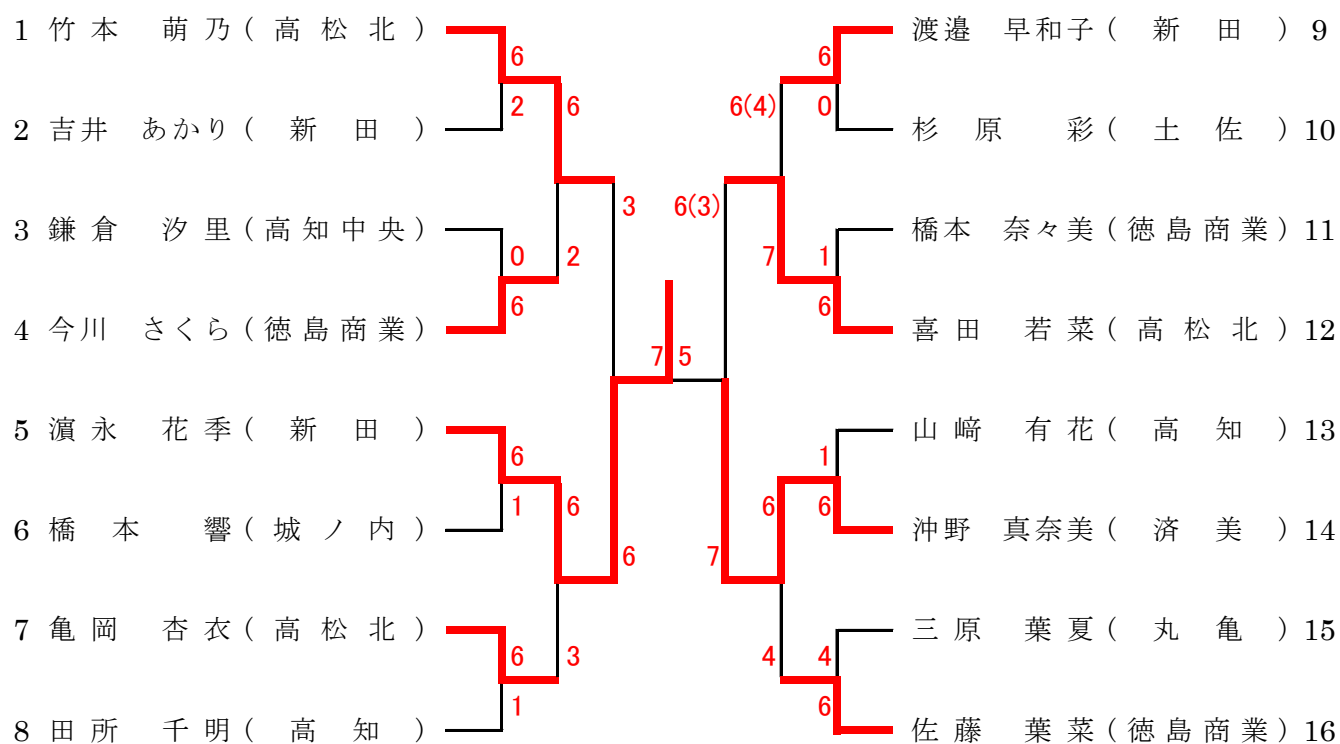 1 竹本 萌乃(高松北)
6
2
2 吉井 あかり(新田)
6
3 鎌倉 汐里(高知中央)
0
6
2
4 今川 さくら(徳島商業)
3
5 濵永 花季(新田)
6
1
6 橋本 響(城ノ内)
6
7 亀岡 杏衣(高松北)
6
1
3
8 田所 千明(高知)
6
7 5
渡邉 早和子(新田) 9
6
0
杉原 彩(土佐) 10
6(4)
橋本 奈々美(徳島商業) 11
1
6
7
喜田 若菜(高松北) 12
6(3)
山﨑 有花(高知) 13
1
6
沖野 真奈美(済美) 14
6
三原 葉夏(丸亀) 15
4
6
4
佐藤 葉菜(徳島商業) 16
7